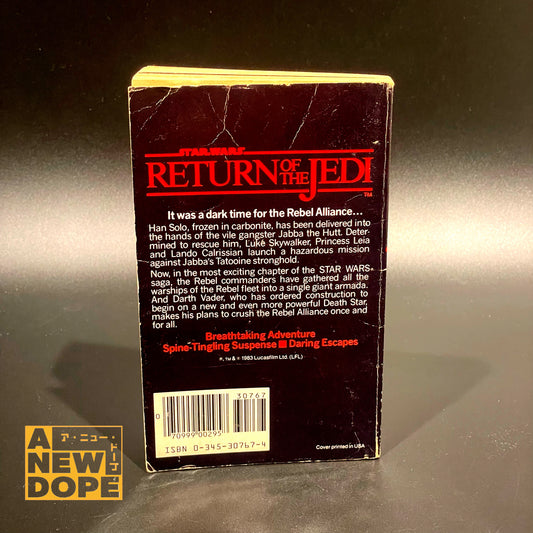 STAR WARS
RETURN OF THE JEDI
TM
It was a dark time for the Rebel Alliance...
Han Solo, frozen in carbonite, has been delivered into
the hands of the vile gangster Jabba the Hutt. Deter-
mined to rescue him, Luke Skywalker, Princess Leia
and Lando Calrissian launch a hazardous mission
against Jabba's Tatooine stronghold.
Now, in the most exciting chapter of the STAR WARS®
saga, the Rebel commanders have gathered all the
warships of the Rebel fleet into a single giant armada.
And Darth Vader, who has ordered construction to
begin on a new and even more powerful Death Star,
makes his plans to crush the Rebel Alliance once and
for all.
Breathtaking Adventure
Spine-Tingling Suspense ■ Daring Escapes
®, TM & © 1983 Lucasfilm Ltd. (LFL)
30767
0
70999 00295
ISBN 0-345-30767-4
Cover printed in USA
A
ア・ニュー・
NEW
ドープ
DOPE